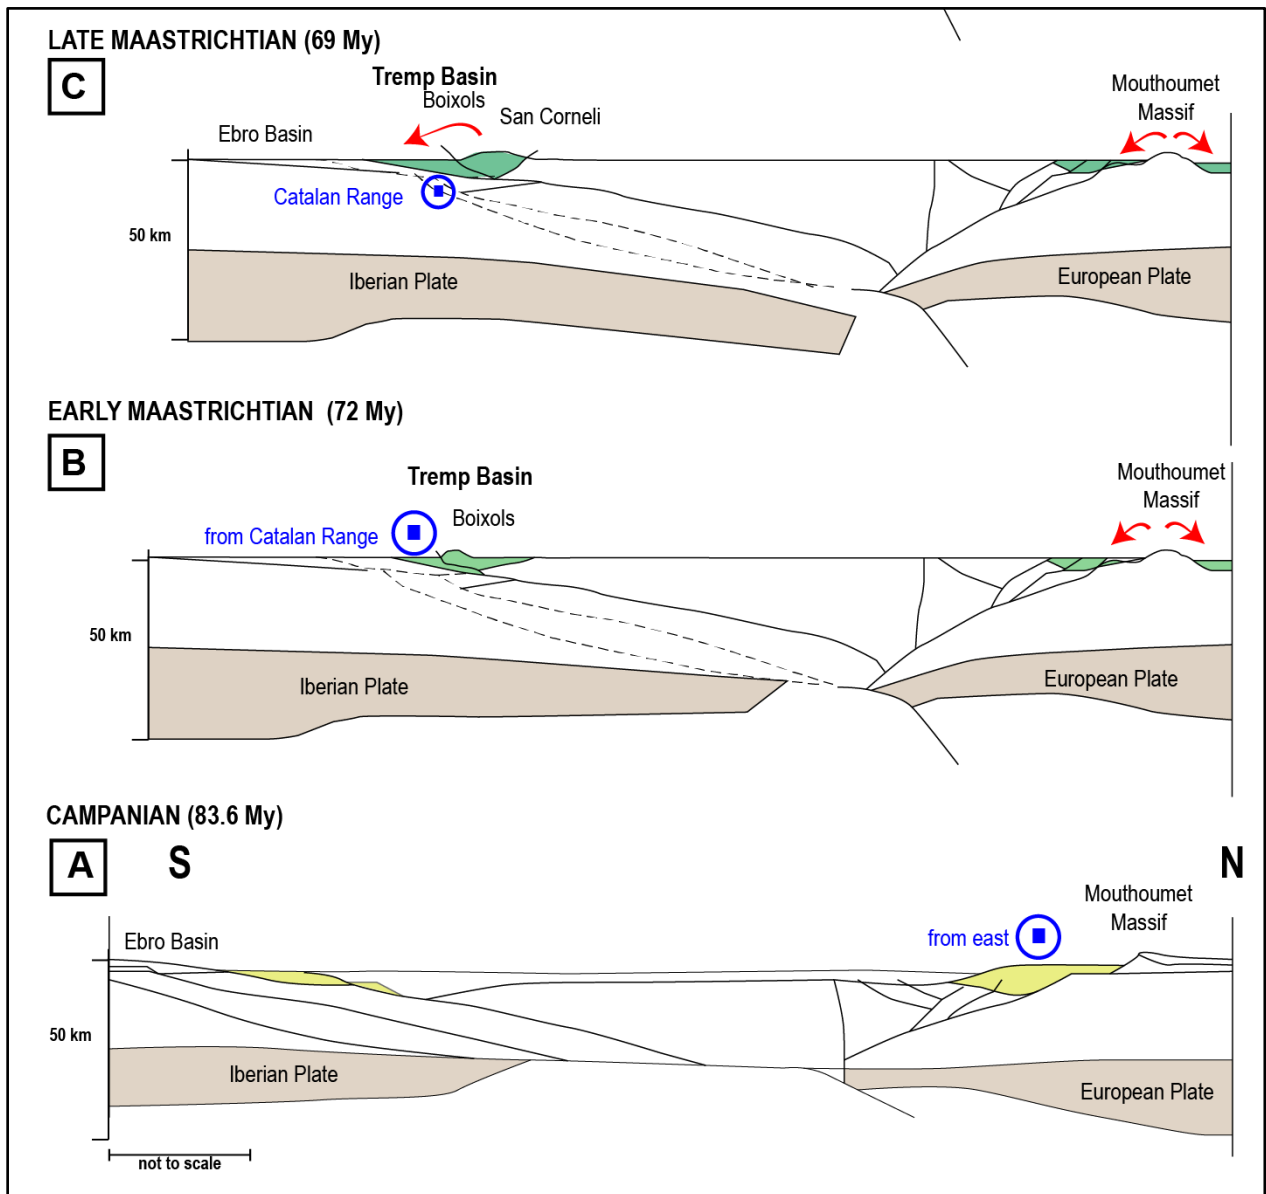 LATE MAASTRICHTIAN (69 My)
C
Tremp Basin
Boixols
San Corneli
Mouthoumet
Massif
Ebro Basin
Catalan Range
50 km
Iberian Plate
European Plate
EARLY MAASTRICHTIAN (72 My)
B
Tremp Basin
Mouthoumet
Massif
from Catalan Range
Boixols
50 km
Iberian Plate
European Plate
CAMPANIAN (83.6 My)
A
S
N
Mouthoumet
Massif
Ebro Basin
from east
50 km
Iberian Plate
European Plate
not to scale